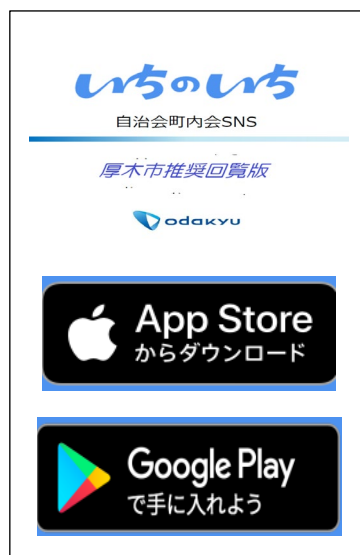 いちのいち
自治会町内会SNS
厚木市推奨回覧版
odakyu
App Store
からダウンロード
Google Play
で手に入れよう